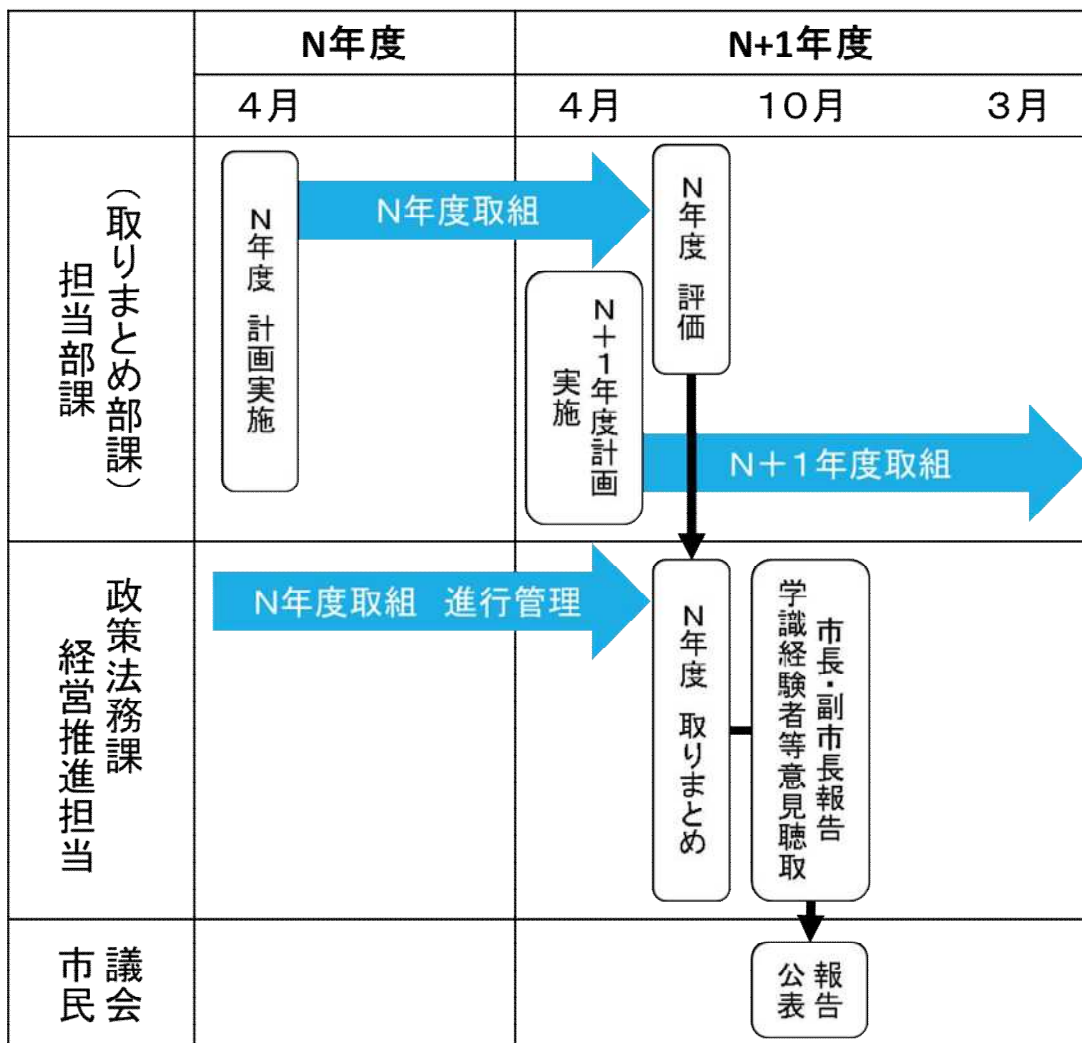 N年度
N+1年度
４月
４月
１０月
３月
（取りまとめ部課）
担当部課
N年度 計画実施
N年度取組
N＋１年度計画
実施
N年度 評価
N＋１年度取組
政策法務課
経営推進担当
N年度取組 進行管理
N年度 取りまとめ
市長・副市長報告
学識経験者等意見聴取
議会
市民
報告
公表